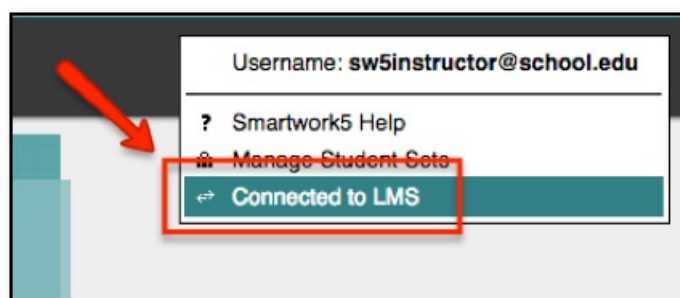 Username: sw5instructor@school.edu
? Smartwork5 Help
Manage Student Sets
Connected to LMS